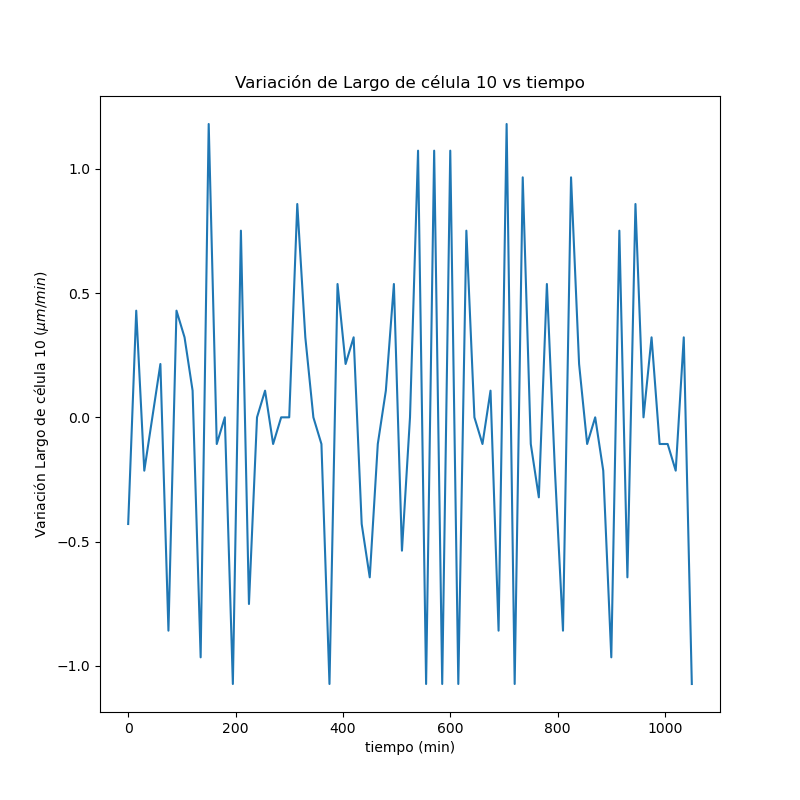 Variación de Largo de célula 10 vs tiempo
1.0
0.5
0.0
−0.5
−1.0
Variación Largo de célula 10 (μm/min)
0 200 400 600 800 1000
tiempo (min)